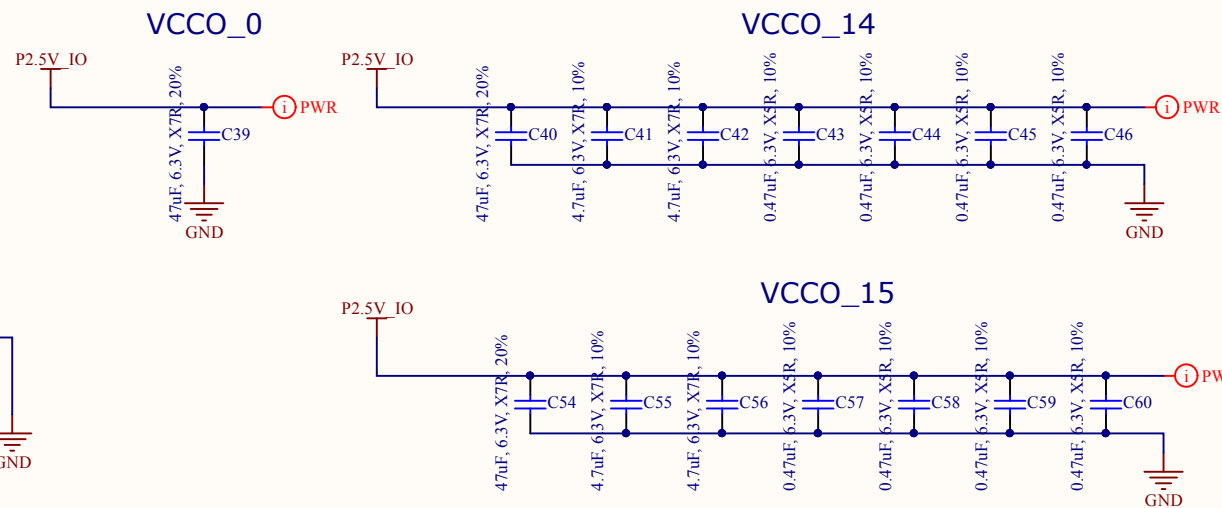 VCCO_0
P2.5V_IO
47uF, 6.3V, X7R, 20%
C39
PWR
GND
VCCO_14
P2.5V_IO
47uF, 6.3V, X7R, 20%
C40
4.7uF, 6.3V, X7R, 10%
C41
4.7uF, 6.3V, X7R, 10%
C42
0.47uF, 6.3V, X5R, 10%
C43
0.47uF, 6.3V, X5R, 10%
C44
0.47uF, 6.3V, X5R, 10%
C45
0.47uF, 6.3V, X5R, 10%
C46
PWR
GND
GND
VCCO_15
P2.5V_IO
47uF, 6.3V, X7R, 20%
C54
4.7uF, 6.3V, X7R, 10%
C55
4.7uF, 6.3V, X7R, 10%
C56
0.47uF, 6.3V, X5R, 10%
C57
0.47uF, 6.3V, X5R, 10%
C58
0.47uF, 6.3V, X5R, 10%
C59
0.47uF, 6.3V, X5R, 10%
C60
PW
GND